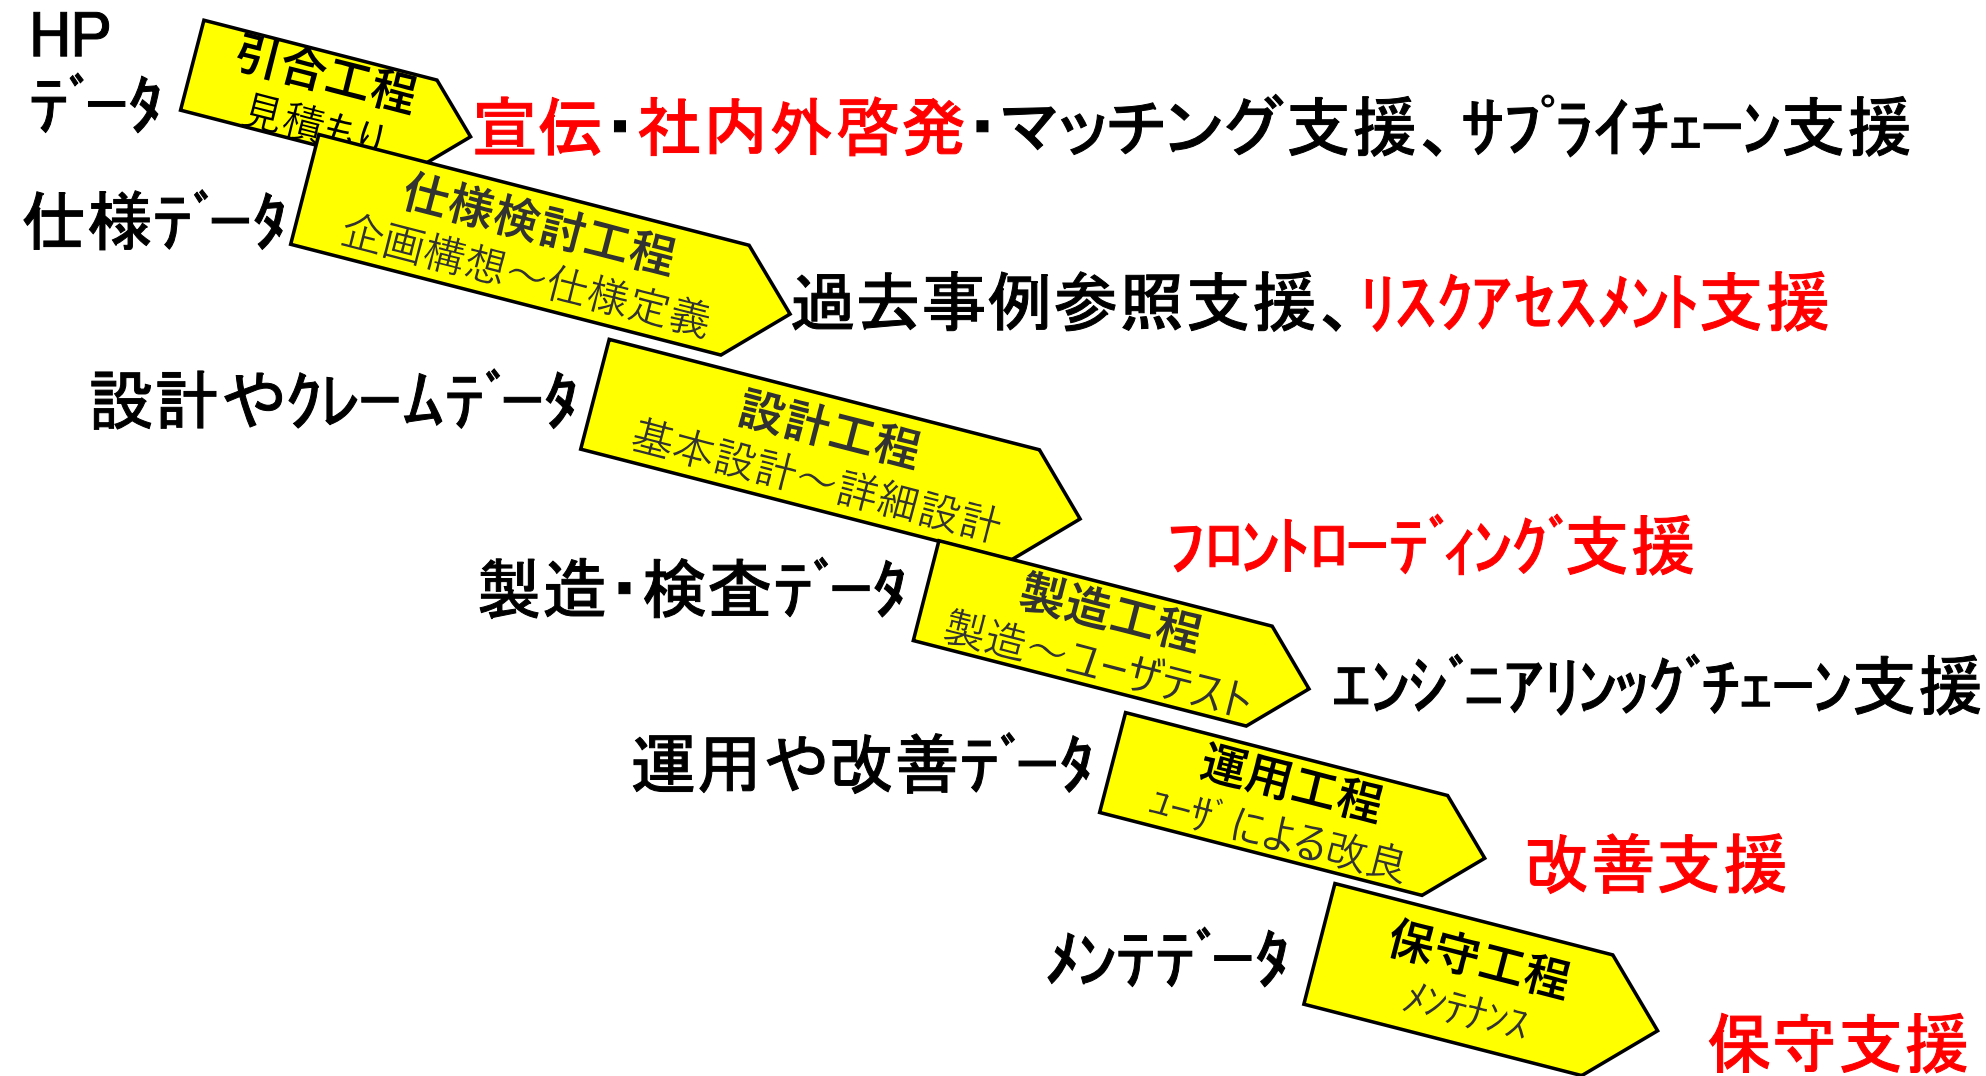 HP
ﾃﾞｰﾀ
引合工程
見積もり
宣伝・社内外啓発・マッチング支援、ｻﾌﾟﾗｲﾁｪｰﾝ支援
仕様ﾃﾞｰﾀ
仕様検討工程
企画構想～仕様定義
過去事例参照支援、ﾘｽｸｱｾｽﾒﾝﾄ支援
設計やｸﾚｰﾑﾃﾞｰﾀ
設計工程
基本設計～詳細設計
ﾌﾛﾝﾄﾛｰﾃﾞｨﾝｸﾞ支援
製造・検査ﾃﾞｰﾀ
製造工程
製造～ﾕｰｻﾞﾃｽﾄ
ｴﾝｼﾞﾆｱﾘﾝｯｸﾞﾁｪｰﾝ支援
運用や改善ﾃﾞｰﾀ
運用工程
ﾕｰｻﾞによる改良
改善支援
ﾒﾝﾃﾃﾞｰﾀ
保守工程
ﾒﾝﾃﾅﾝｽ
保守支援